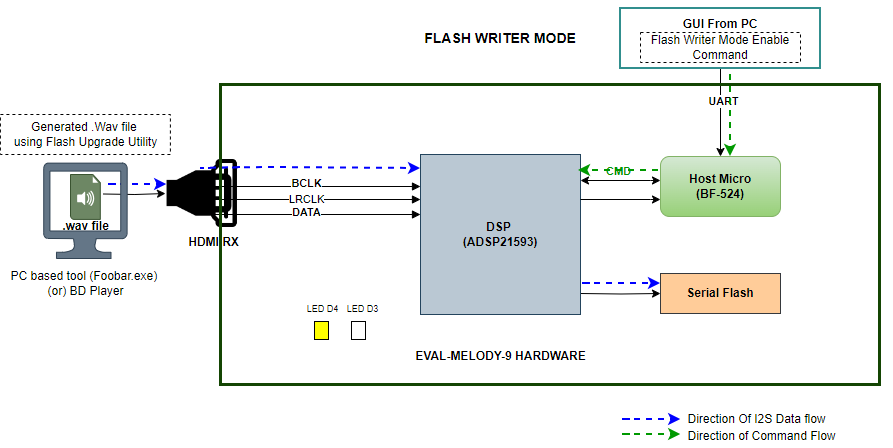 FLASH WRITER MODE
GUI From PC
Flash Writer Mode Enable
Command
UART
Generated .Wav file
using Flash Upgrade Utility
.wav file
HDMI RX
PC based tool (Foobar.exe)
(or) BD Player
BCLK
LRCLK
DATA
DSP
(ADSP21593)
CMD
Host Micro
(BF-524)
Serial Flash
LED D4
LED D3
EVAL-MELODY-9 HARDWARE
Direction Of I2S Data flow
Direction of Command Flow